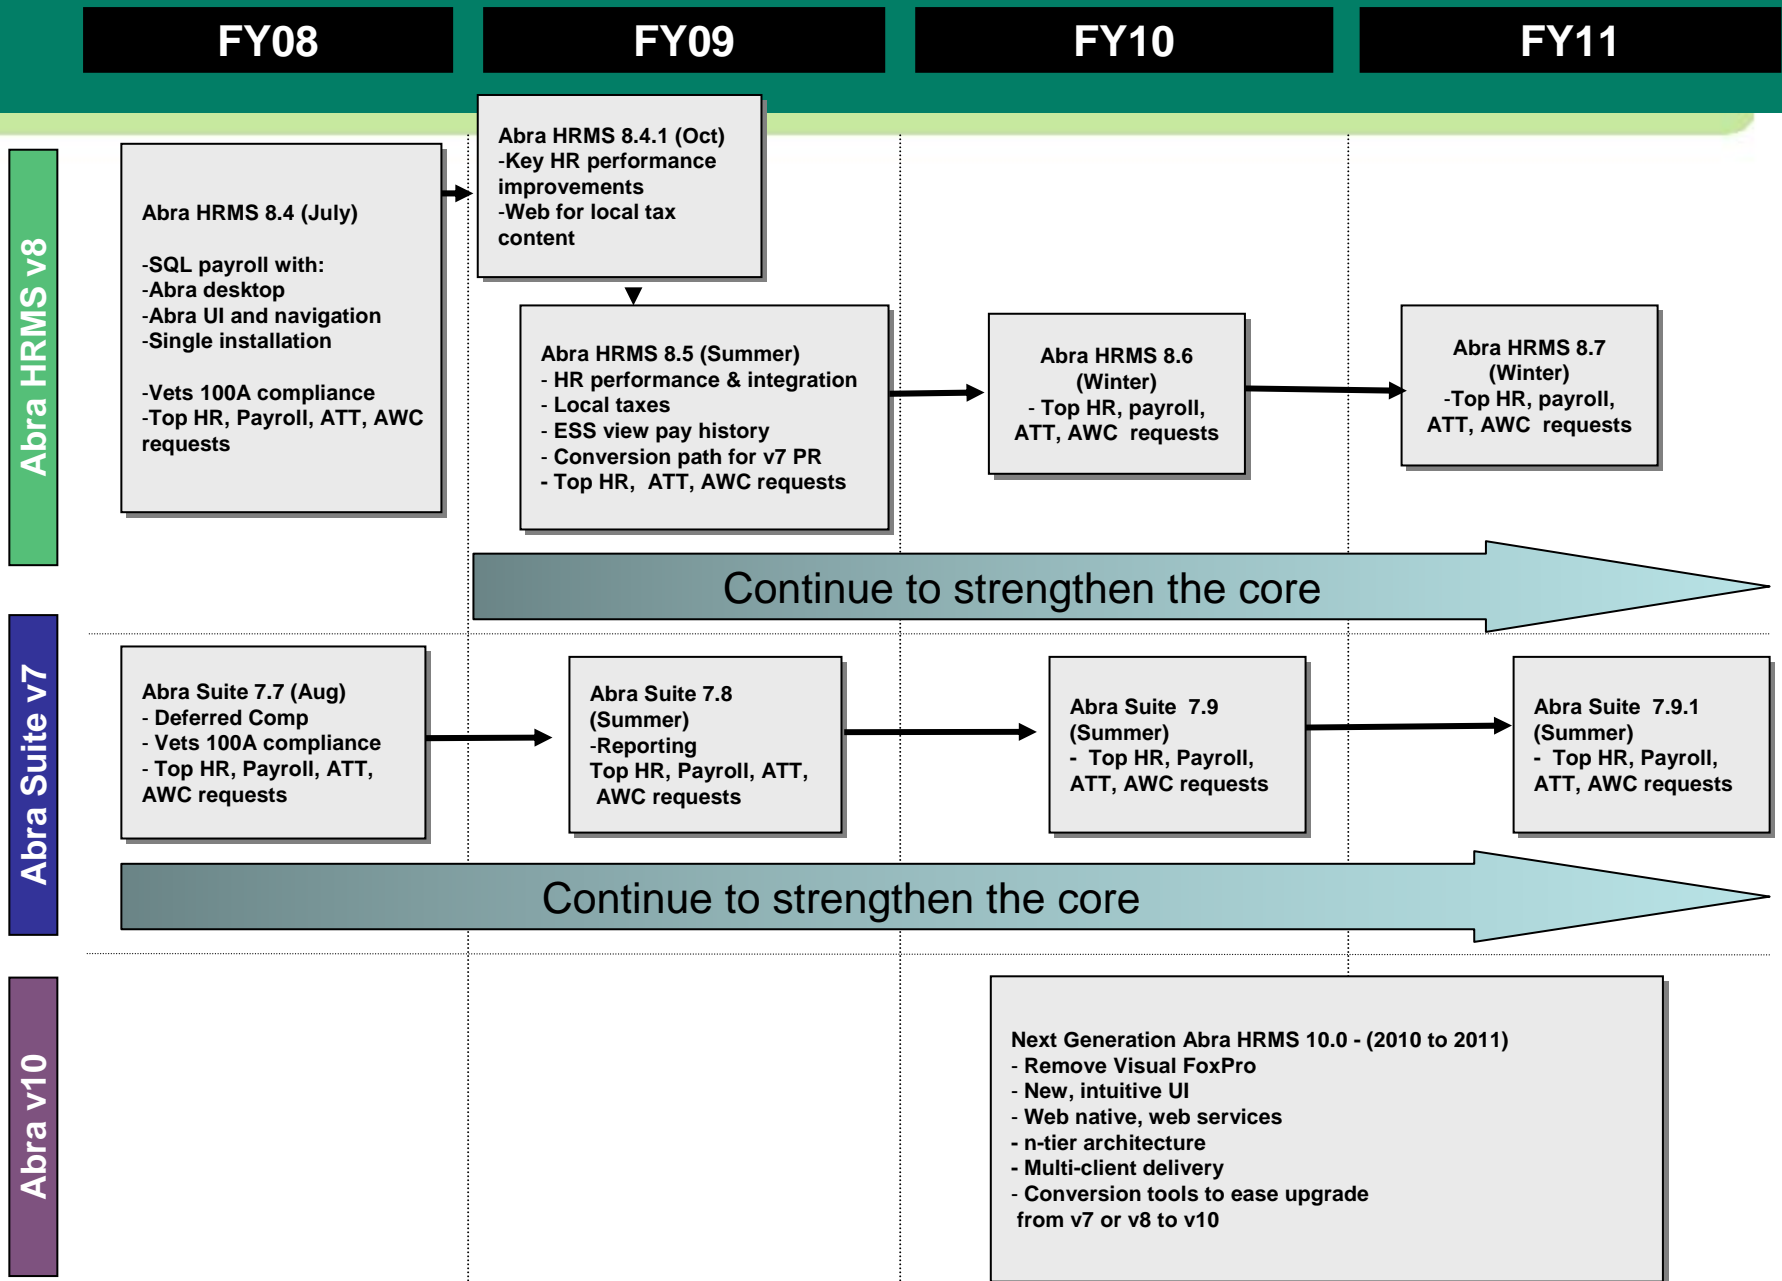 FY08
FY09
FY10
FY11
Abra HRMS v8
Abra HRMS 8.4 (July)
-SQL payroll with:
-Abra desktop
-Abra UI and navigation
-Single installation
-Vets 100A compliance
-Top HR, Payroll, ATT, AWC
requests
Abra HRMS 8.4.1 (Oct)
-Key HR performance
improvements
-Web for local tax
content
Abra HRMS 8.5 (Summer)
- HR performance & integration
- Local taxes
- ESS view pay history
- Conversion path for v7 PR
- Top HR,  ATT, AWC requests
Abra HRMS 8.6
(Winter)
- Top HR, payroll,
ATT, AWC  requests
Abra HRMS 8.7
(Winter)
-Top HR, payroll,
ATT, AWC  requests
Continue to strengthen the core
Abra Suite v7
Abra Suite 7.7 (Aug)
- Deferred Comp
- Vets 100A compliance
- Top HR, Payroll, ATT,
AWC requests
Abra Suite 7.8
(Summer)
-Reporting
Top HR, Payroll, ATT,
AWC requests
Abra Suite  7.9
(Summer)
-  Top HR, Payroll,
ATT, AWC requests
Abra Suite  7.9.1
(Summer)
-  Top HR, Payroll,
ATT, AWC requests
Continue to strengthen the core
Abra v10
Next Generation Abra HRMS 10.0 - (2010 to 2011)
- Remove Visual FoxPro
- New, intuitive UI
- Web native, web services
- n-tier architecture
- Multi-client delivery
- Conversion tools to ease upgrade
from v7 or v8 to v10